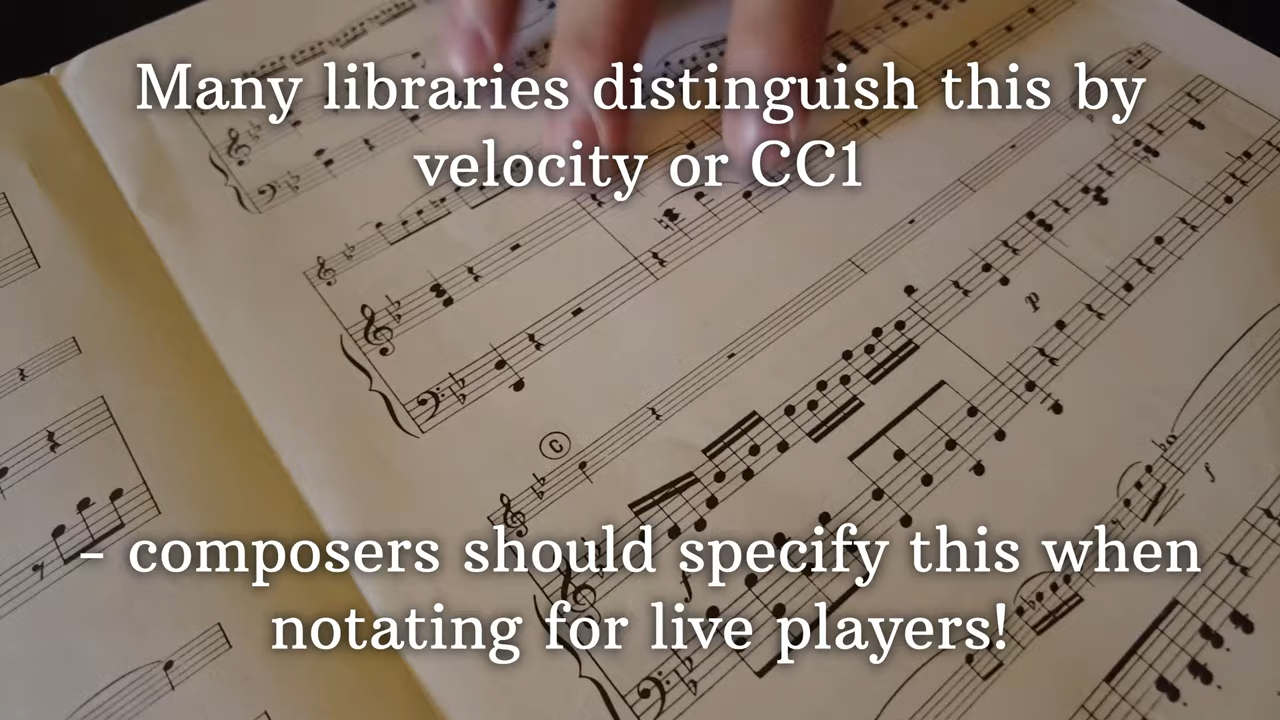 Many libraries distinguish this by
velocity or CC1
C
p
f
f
– composers should specify this when
notating for live players!